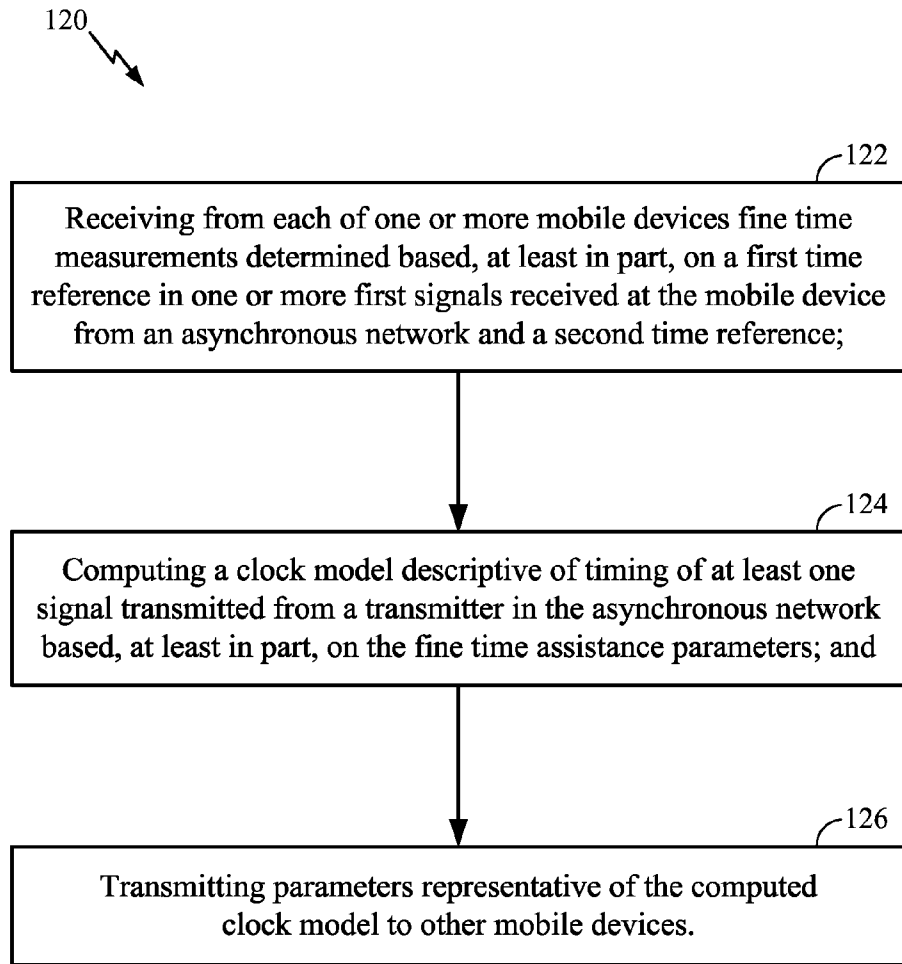 120
122
Receiving from each of one or more mobile devices fine time
measurements determined based, at least in part, on a first time
reference in one or more first signals received at the mobile device
from an asynchronous network and a second time reference;
124
Computing a clock model descriptive of timing of at least one
signal transmitted from a transmitter in the asynchronous network
based, at least in part, on the fine time assistance parameters; and
126
Transmitting parameters representative of the computed
clock model to other mobile devices.